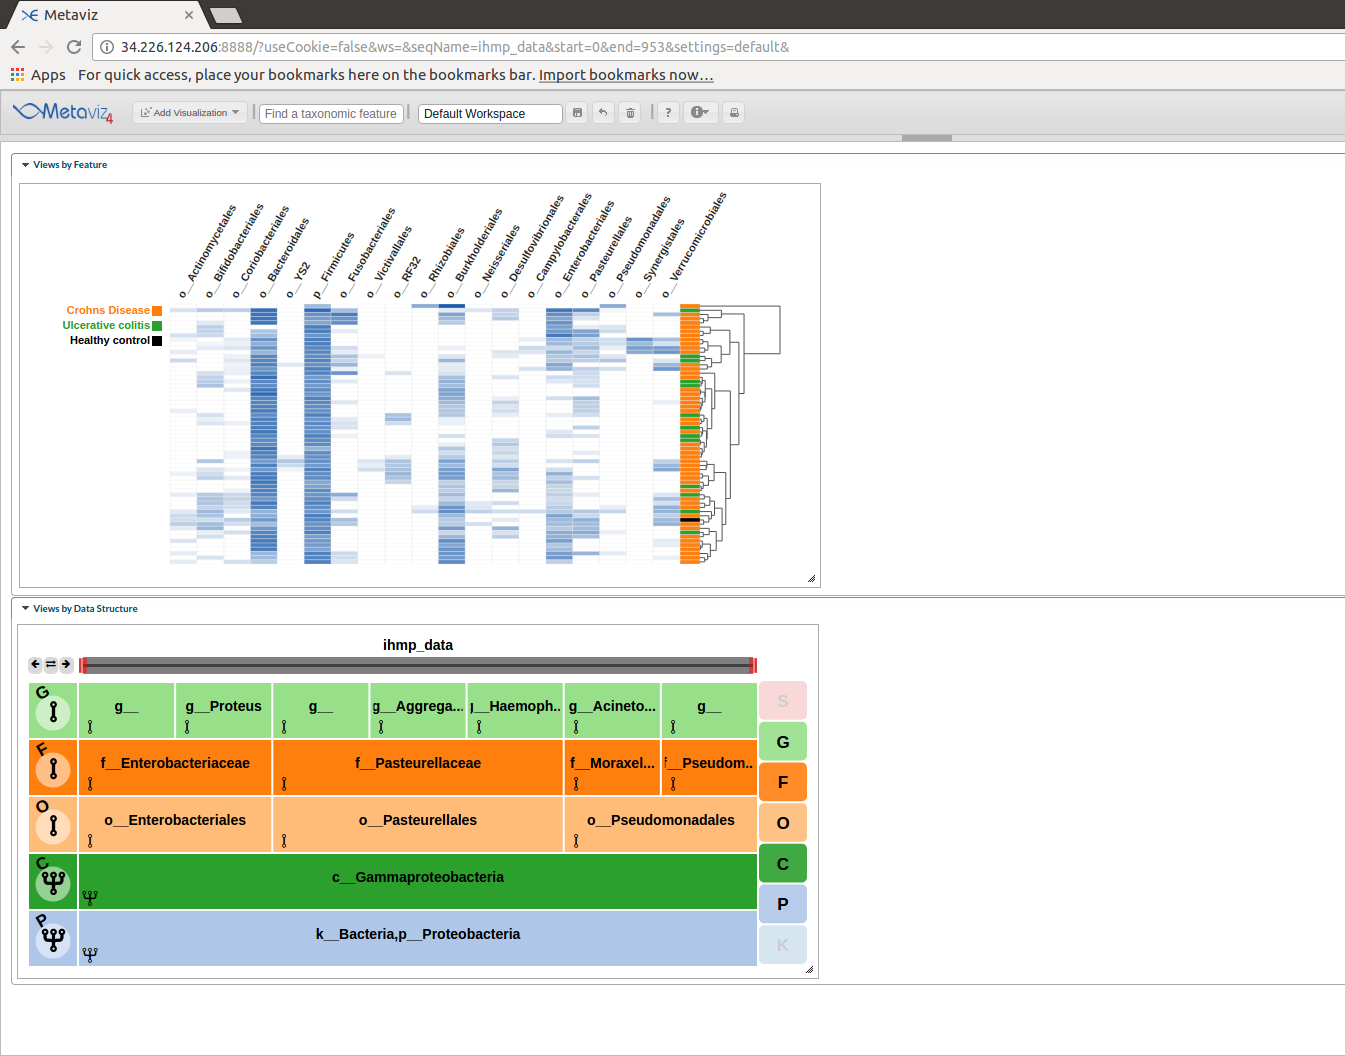 Metaviz
34.226.124.206:8888/?useCookie=false&ws=&seqName=ihmp_data&start=0&end=953&settings=default&
Apps For quick access, place your bookmarks here on the bookmarks bar. Import bookmarks now...
Metaviz4 Add Visualization Find a taxonomic feature Default Workspace ?
Views by Feature
o__Actinomycetales
o__Bifidobacteriales
o__Coriobacteriales
o__Bacteroidales
o__YS2
p__Firmicutes
o__Fusobacteriales
o__Victivallales
o__RF32
o__Rhizobiales
o__Burkholderiales
o__Neisseriales
o__Desulfovibrionales
o__Campylobacterales
o__Enterobacteriales
o__Pasteurellales
o__Pseudomonadales
o__Synergistales
o__Verrucomicrobiales
Crohns Disease
Ulcerative colitis
Healthy control
Views by Data Structure
ihmp_data
G g__ g__Proteus g__ g__Aggrega... g__Haemoph.. g__Acineto... g__ S
G
F f__Enterobacteriaceae f__Pasteurellaceae f__Moraxel... f__Pseudom.. F
O o__Enterobacteriales o__Pasteurellales o__Pseudomonadales O
C c__Gammaproteobacteria C
P k__Bacteria,p__Proteobacteria P
K